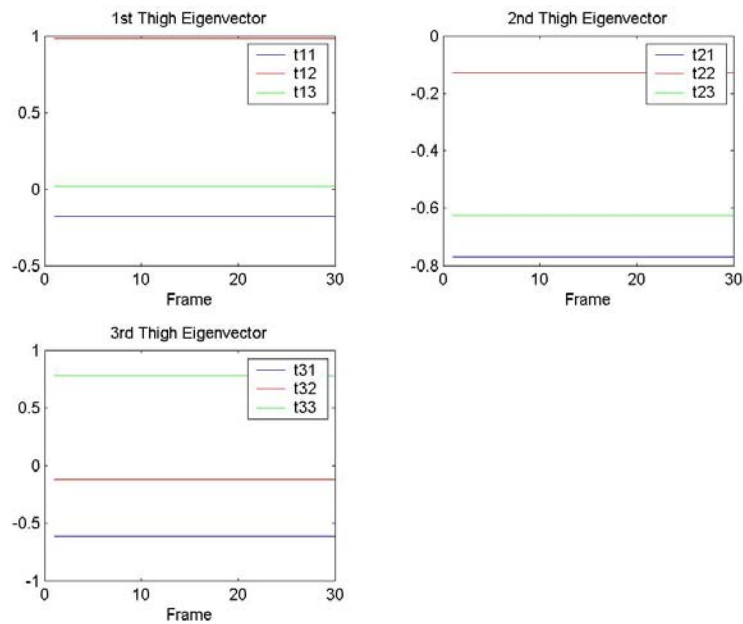 1st Thigh Eigenvector
1
0.5
0
-0.5
0
10
20
30
Frame
t11
t12
t13
2nd Thigh Eigenvector
0
-0.2
-0.4
-0.6
-0.8
0
10
20
30
Frame
t21
t22
t23
3rd Thigh Eigenvector
1
0.5
0
-0.5
-1
0
10
20
30
Frame
t31
t32
t33